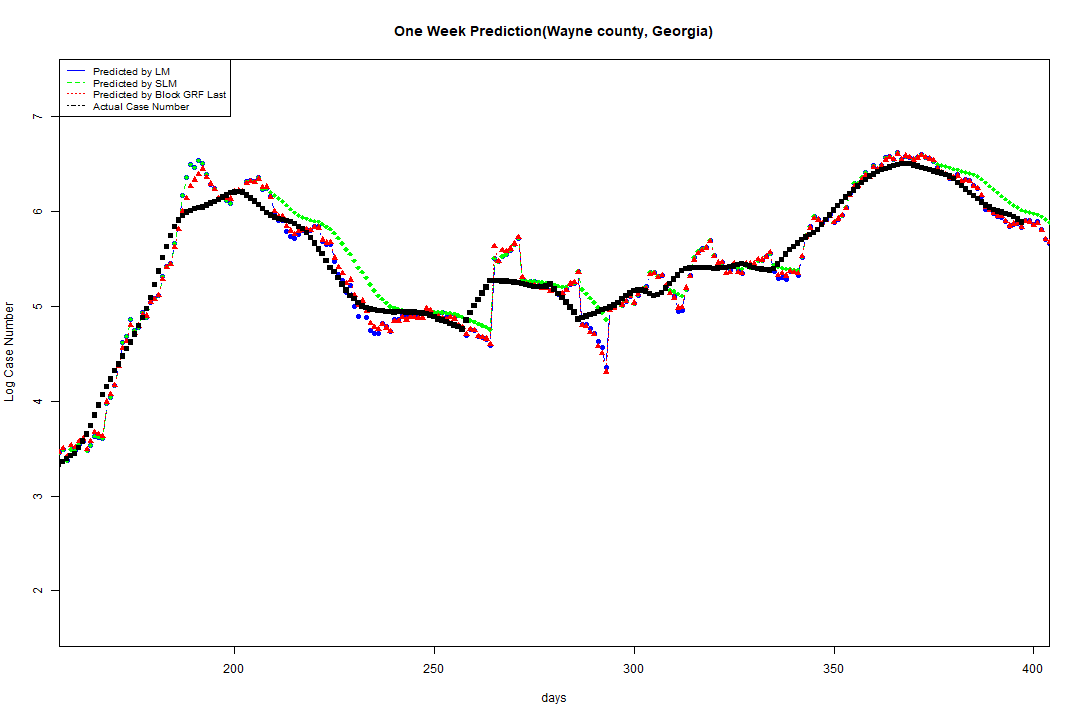 One Week Prediction(Wayne county, Georgia)
Predicted by LM
Predicted by SLM
Predicted by Block GRF Last
Actual Case Number
7
6
5
4
3
2
Log Case Number
200 250 300 350 400
days